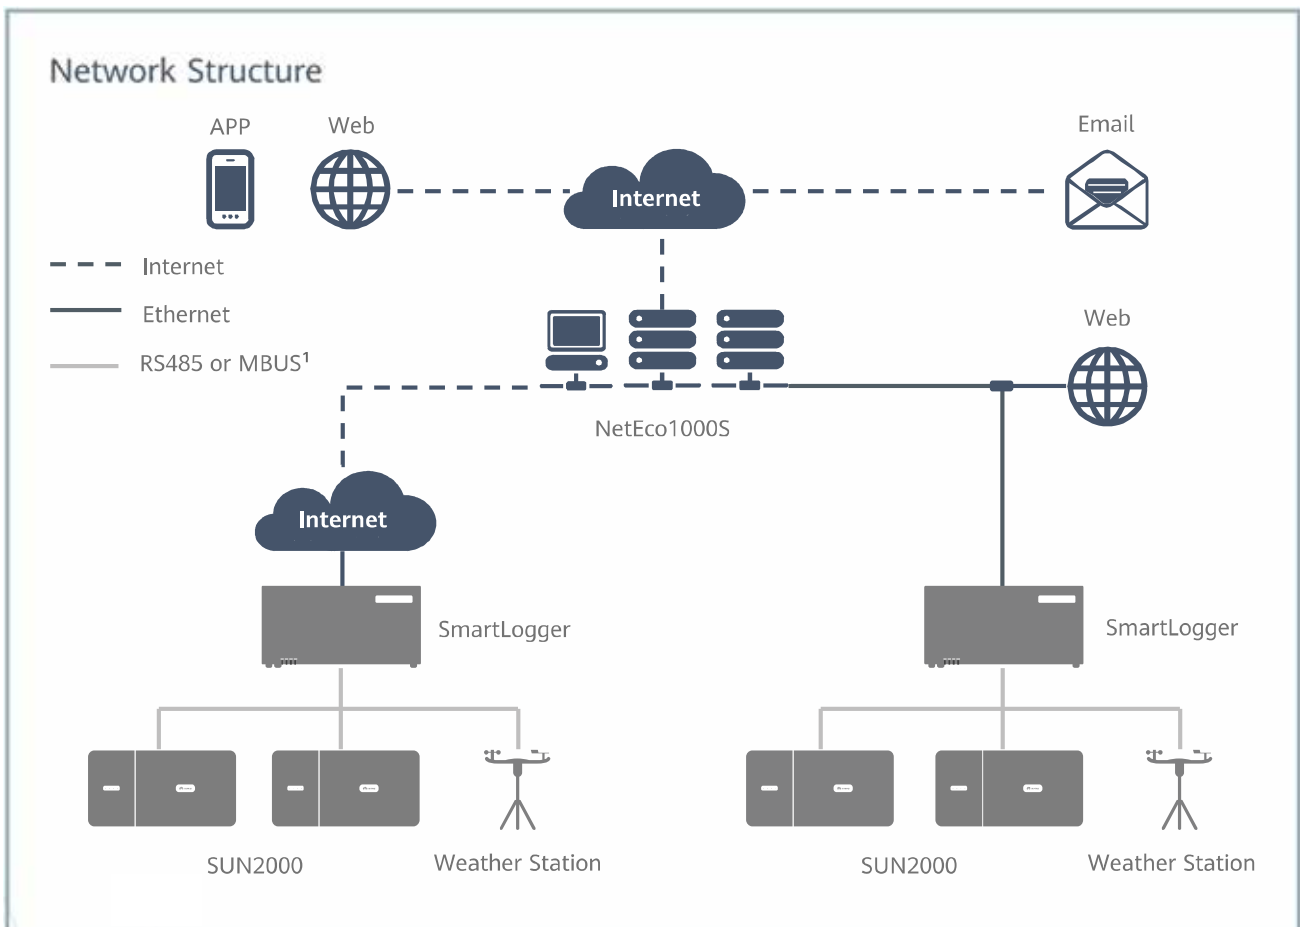 Network Structure
APP
Web
Email
Internet
Internet
Ethernet
RS485 or MBUS¹
Web
NetEco1000S
Internet
SmartLogger
SmartLogger
SUN2000
Weather Station
SUN2000
Weather Station